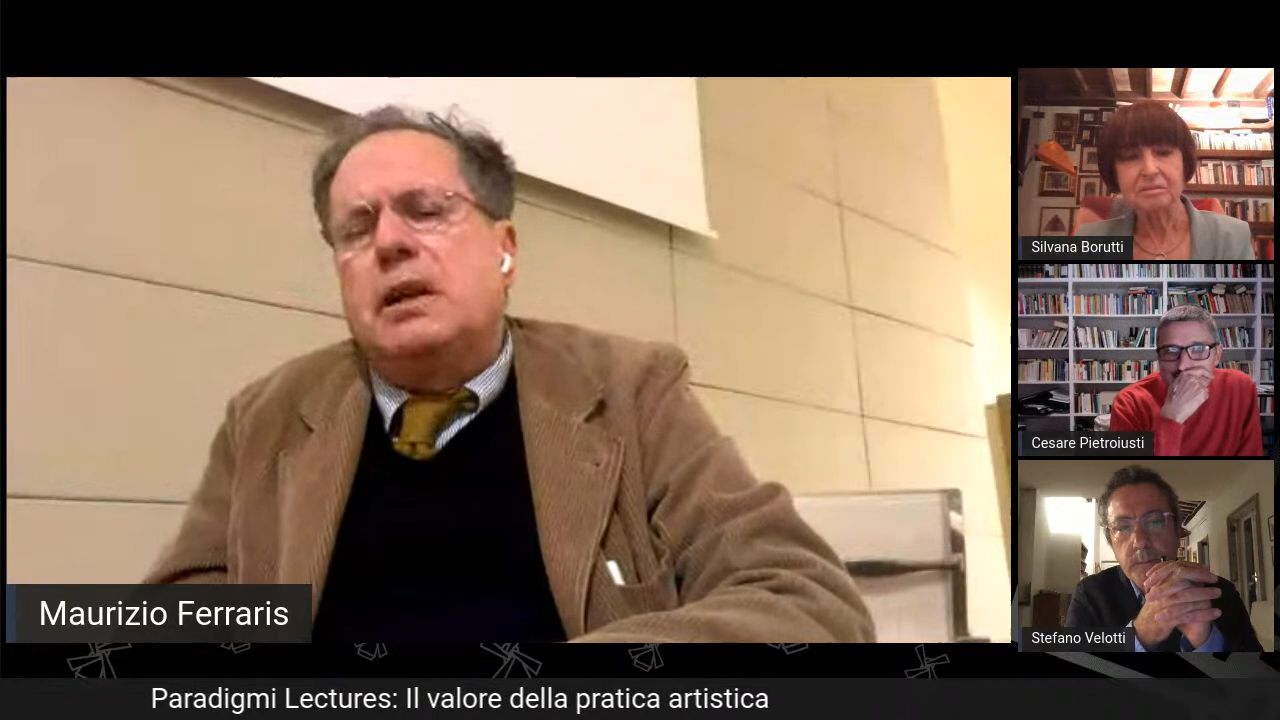 Silvana Borutti
Cesare Pietroiusti
Maurizio Ferraris
Stefano Velotti
Paradigmi Lectures: Il valore della pratica artistica